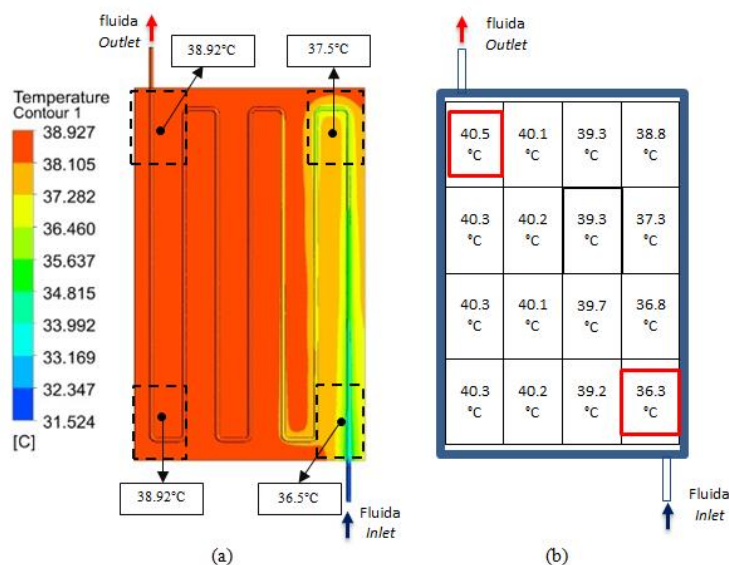 fluida
Outlet
38.92°C
37.5°C
Temperature
Contour 1
38.927
38.105
37.282
36.460
35.637
34.815
33.992
33.169
32.347
31.524
[C]
38.92°C
36.5°C
Fluida
Inlet
(a)
fluida
Outlet
40.5 °C
40.1 °C
39.3 °C
38.8 °C
40.3 °C
40.2 °C
39.3 °C
37.3 °C
40.3 °C
40.1 °C
39.7 °C
36.8 °C
40.3 °C
40.2 °C
39.2 °C
36.3 °C
Fluida
Inlet
(b)